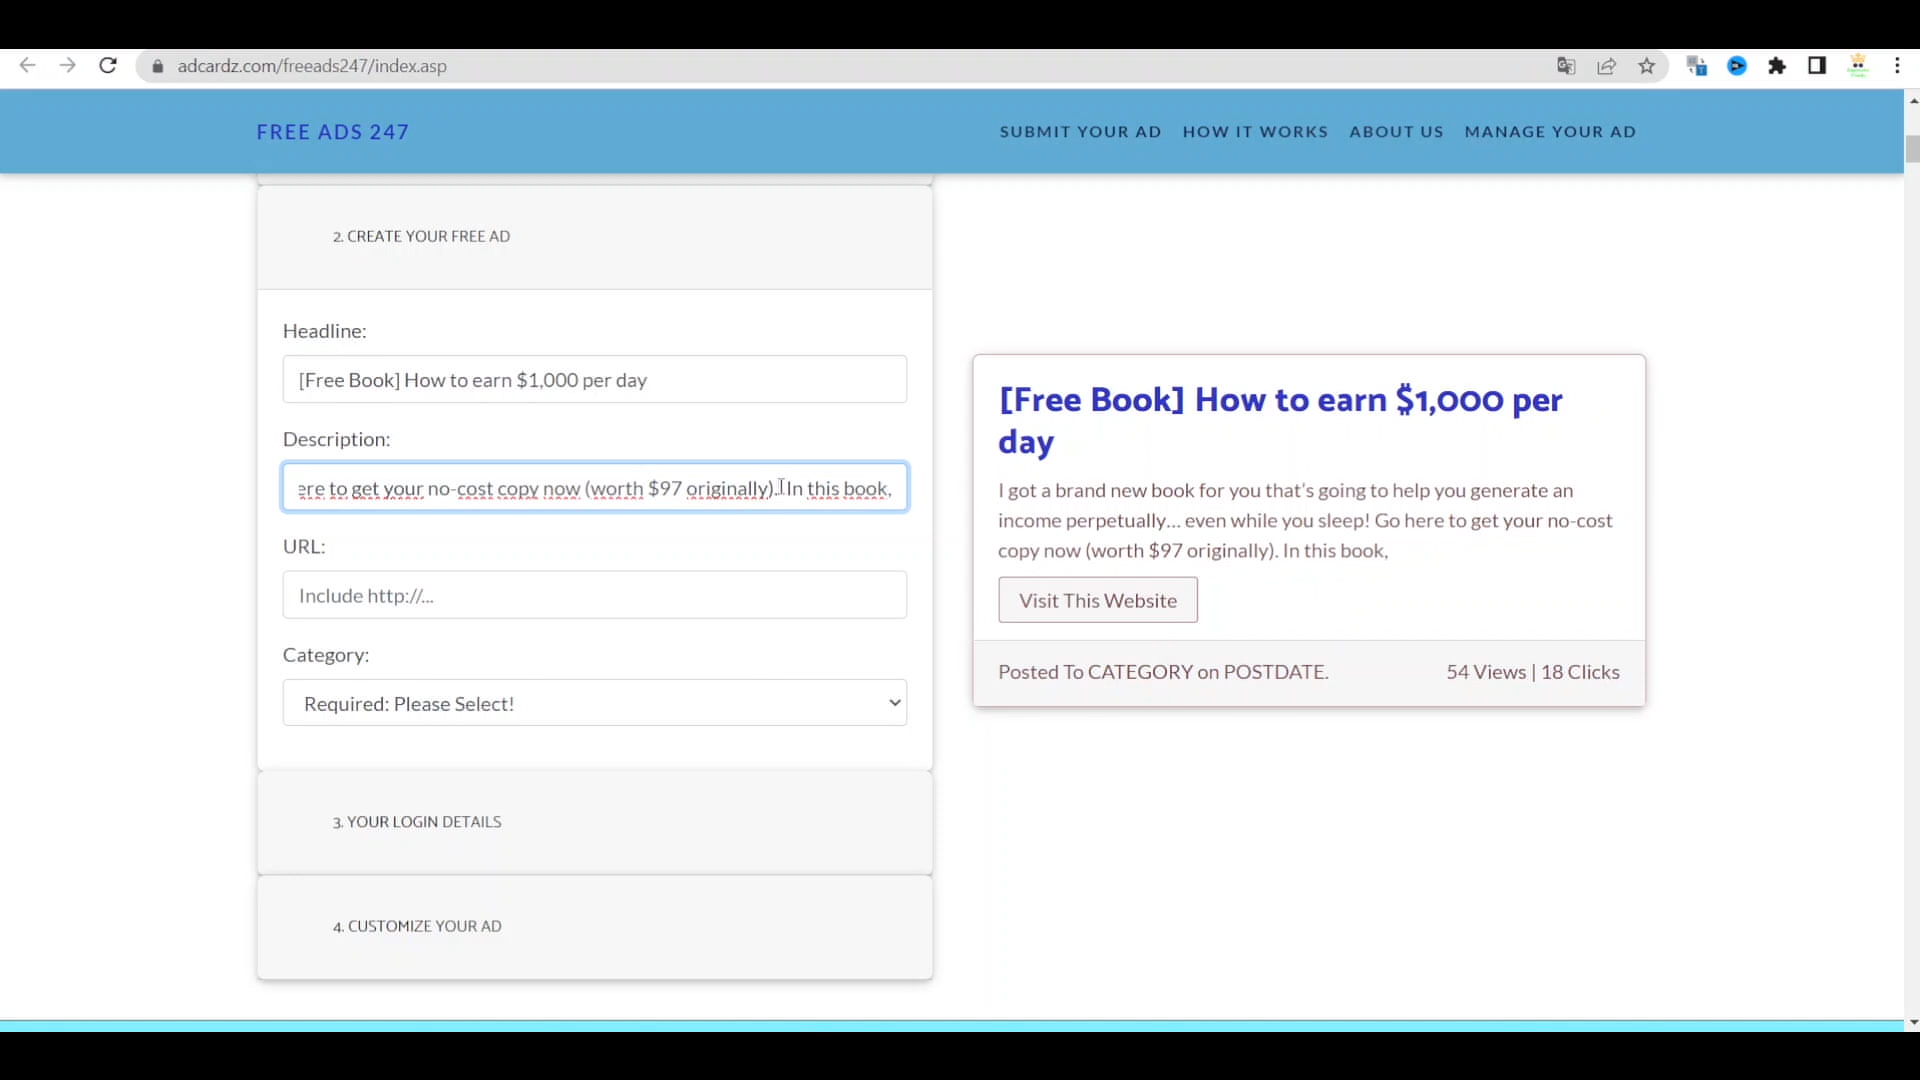 adcardz.com/freeads247/index.asp
FREE ADS 247
SUBMIT YOUR AD
HOW IT WORKS
ABOUT US
MANAGE YOUR AD
2. CREATE YOUR FREE AD
Headline:
[Free Book] How to earn $1,000 per day
Description:
ere to get your no-cost copy now (worth $97 originally). In this book,
URL:
Include http://...
Category:
Required: Please Select!
3. YOUR LOGIN DETAILS
4. CUSTOMIZE YOUR AD
[Free Book] How to earn $1,000 per
day
I got a brand new book for you that’s going to help you generate an
income perpetually… even while you sleep! Go here to get your no-cost
copy now (worth $97 originally). In this book,
Visit This Website
Posted To CATEGORY on POSTDATE.
54 Views | 18 Clicks